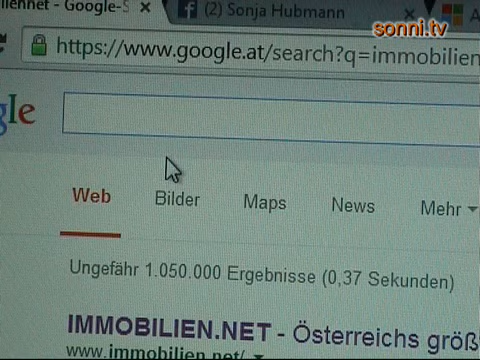 liennet - Google-S
(2) Sonja Hubmann
sonni.tv
https://www.google.at/search?q=immobilien
gle
Web Bilder Maps News Mehr
Ungefähr 1.050.000 Ergebnisse (0,37 Sekunden)
IMMOBILIEN.NET - Österreichs größ
www.immobilien.net/